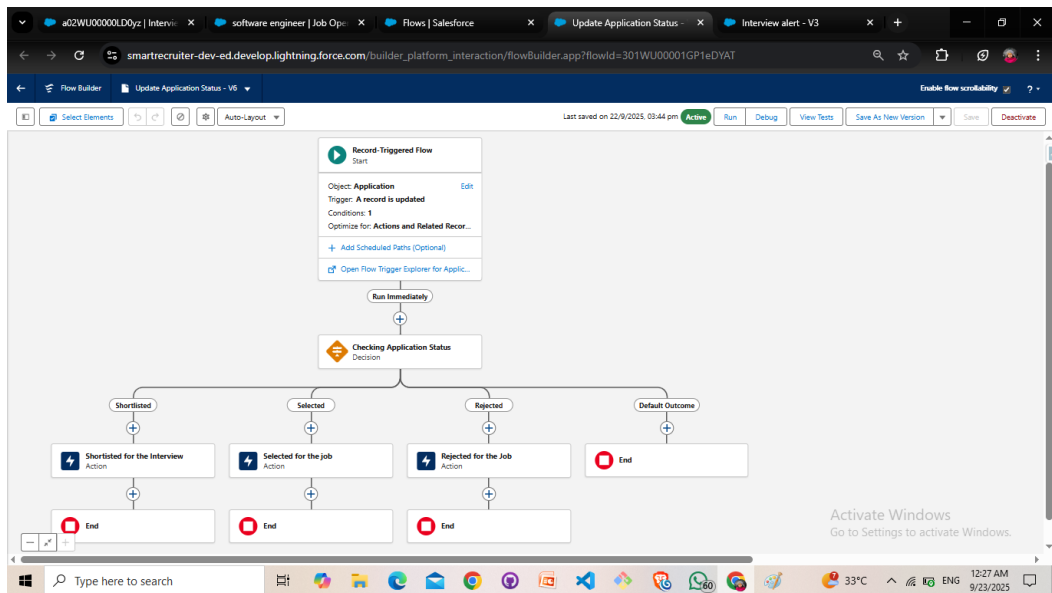 a02WU00000LD0yz | Intervie
software engineer | Job Ope
Flows | Salesforce
Update Application Status -
Interview alert - V3
smartrecruiter-dev-ed.develop.lightning.force.com/builder_platform_interaction/flowBuilder.app?flowId=301WU00001GP1eDYAT
Flow Builder
Update Application Status - V6
Enable flow scrollability
?
Select Elements
Auto-Layout
Last saved on 22/9/2025, 03:44 pm
Active
Run
Debug
View Tests
Save As New Version
Save
Deactivate
Record-Triggered Flow
Start
Object: Application
Edit
Trigger: A record is updated
Conditions: 1
Optimize for: Actions and Related Recor...
+ Add Scheduled Paths (Optional)
Open Flow Trigger Explorer for Applic...
Run Immediately
Checking Application Status
Decision
Shortlisted
Selected
Rejected
Default Outcome
Shortlisted for the Interview
Action
Selected for the job
Action
Rejected for the Job
Action
End
End
End
End
Activate Windows
Go to Settings to activate Windows.
Type here to search
60
33°C
ENG
12:27 AM
9/23/2025